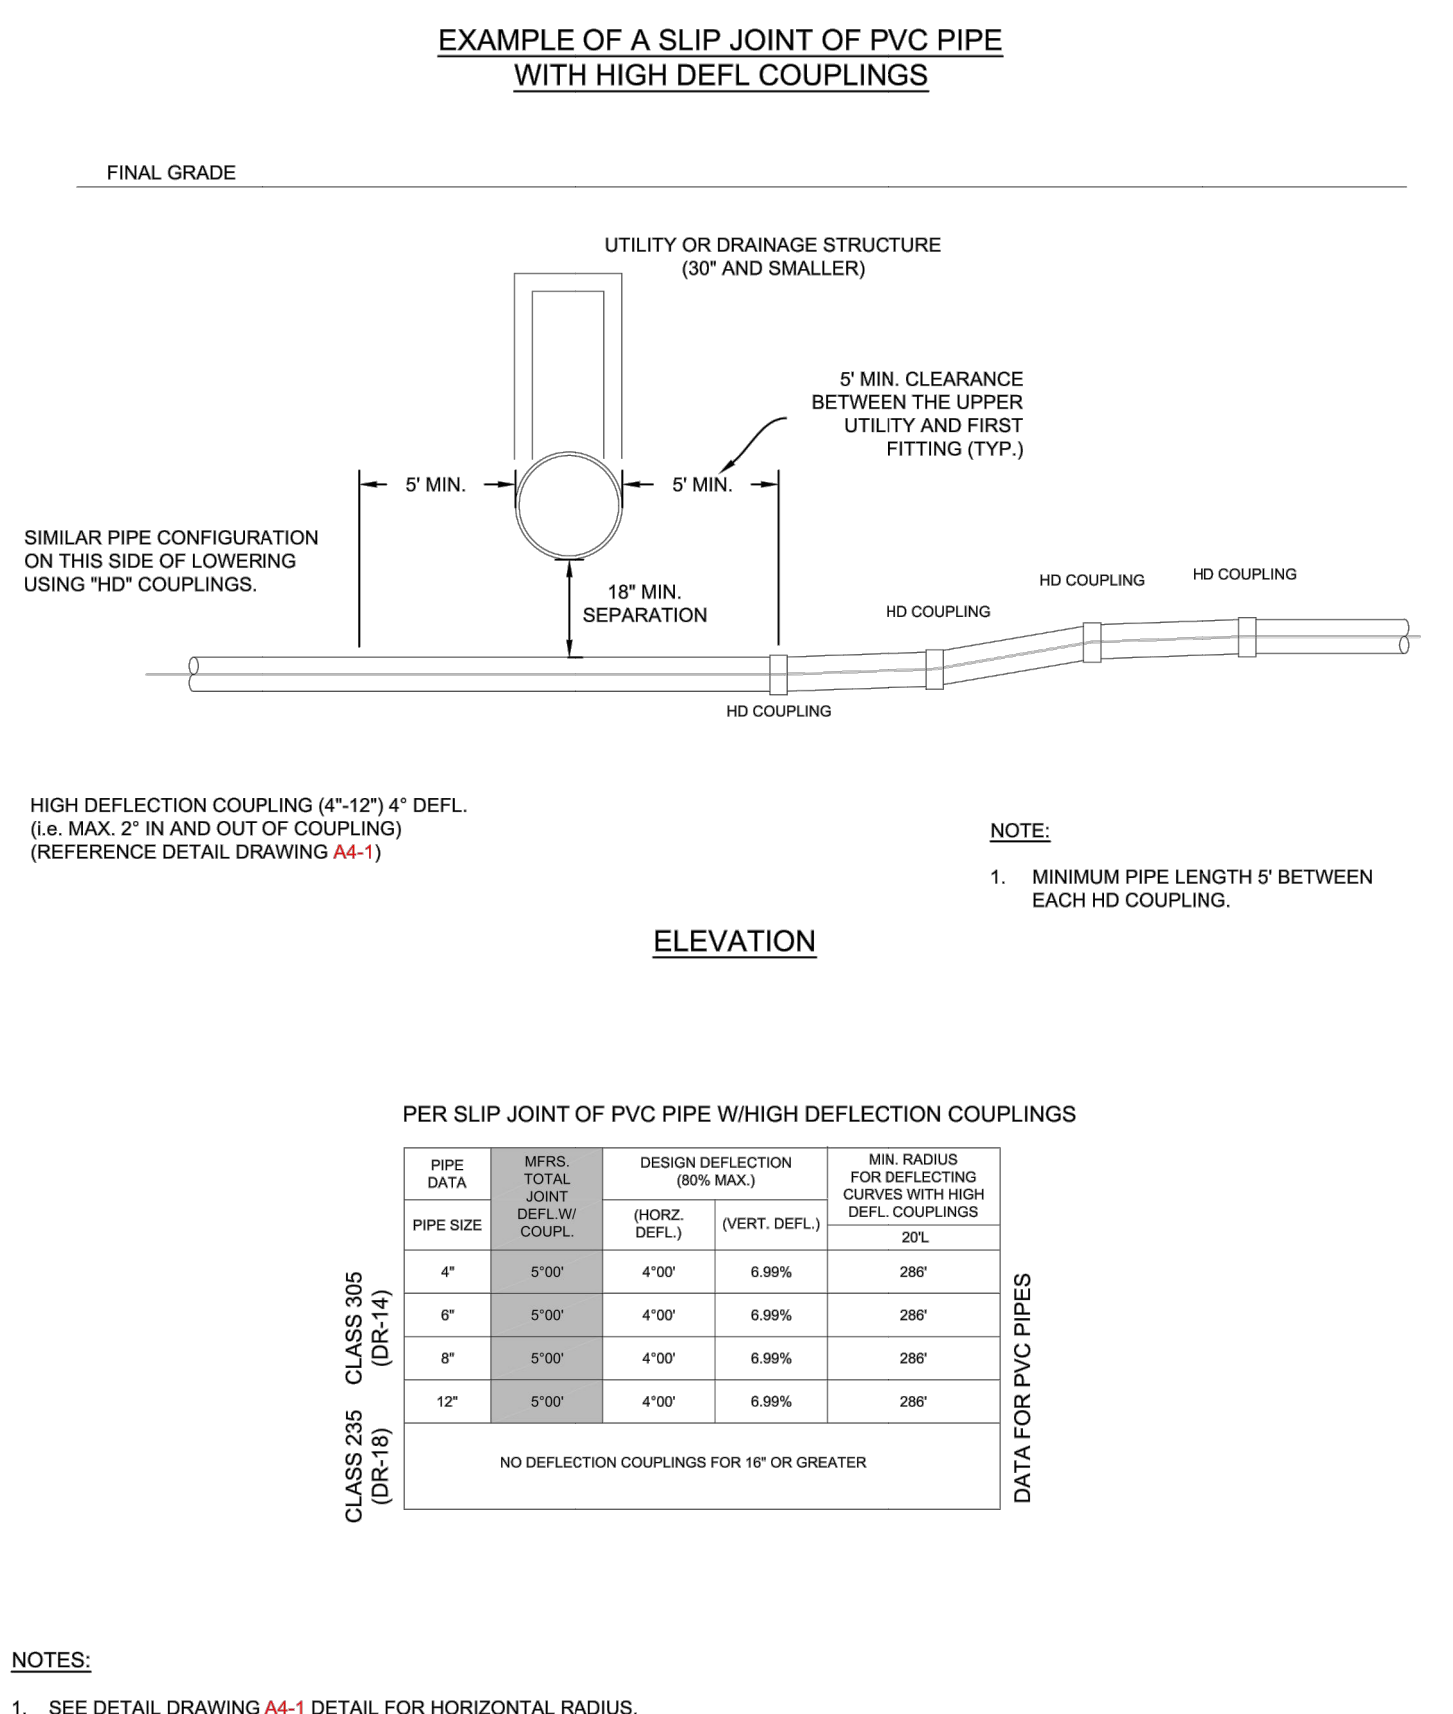 EXAMPLE OF A SLIP JOINT OF PVC PIPE
WITH HIGH DEFL COUPLINGS
FINAL GRADE
UTILITY OR DRAINAGE STRUCTURE
(30" AND SMALLER)
5' MIN. CLEARANCE
BETWEEN THE UPPER
UTILITY AND FIRST
FITTING (TYP.)
5' MIN.
5' MIN.
SIMILAR PIPE CONFIGURATION
ON THIS SIDE OF LOWERING
USING "HD" COUPLINGS.
18" MIN.
SEPARATION
HD COUPLING
HD COUPLING
HD COUPLING
HD COUPLING
HIGH DEFLECTION COUPLING (4"-12") 4° DEFL.
(i.e. MAX. 2° IN AND OUT OF COUPLING)
(REFERENCE DETAIL DRAWING A4-1)
NOTE:
1. MINIMUM PIPE LENGTH 5' BETWEEN
EACH HD COUPLING.
ELEVATION
PER SLIP JOINT OF PVC PIPE W/HIGH DEFLECTION COUPLINGS
PIPE
DATA
PIPE SIZE
MFRS.
TOTAL
JOINT
DEFL.W/
COUPL.
DESIGN DEFLECTION
(80% MAX.)
(HORZ.
DEFL.)
(VERT. DEFL.)
MIN. RADIUS
FOR DEFLECTING
CURVES WITH HIGH
DEFL. COUPLINGS
20'L
4" 5°00' 4°00' 6.99% 286'
6" 5°00' 4°00' 6.99% 286'
8" 5°00' 4°00' 6.99% 286'
12" 5°00' 4°00' 6.99% 286'
NO DEFLECTION COUPLINGS FOR 16" OR GREATER
CLASS 305
(DR-14)
CLASS 235
(DR-18)
DATA FOR PVC PIPES
NOTES:
1. SEE DETAIL DRAWING A4-1 DETAIL FOR HORIZONTAL RADIUS.